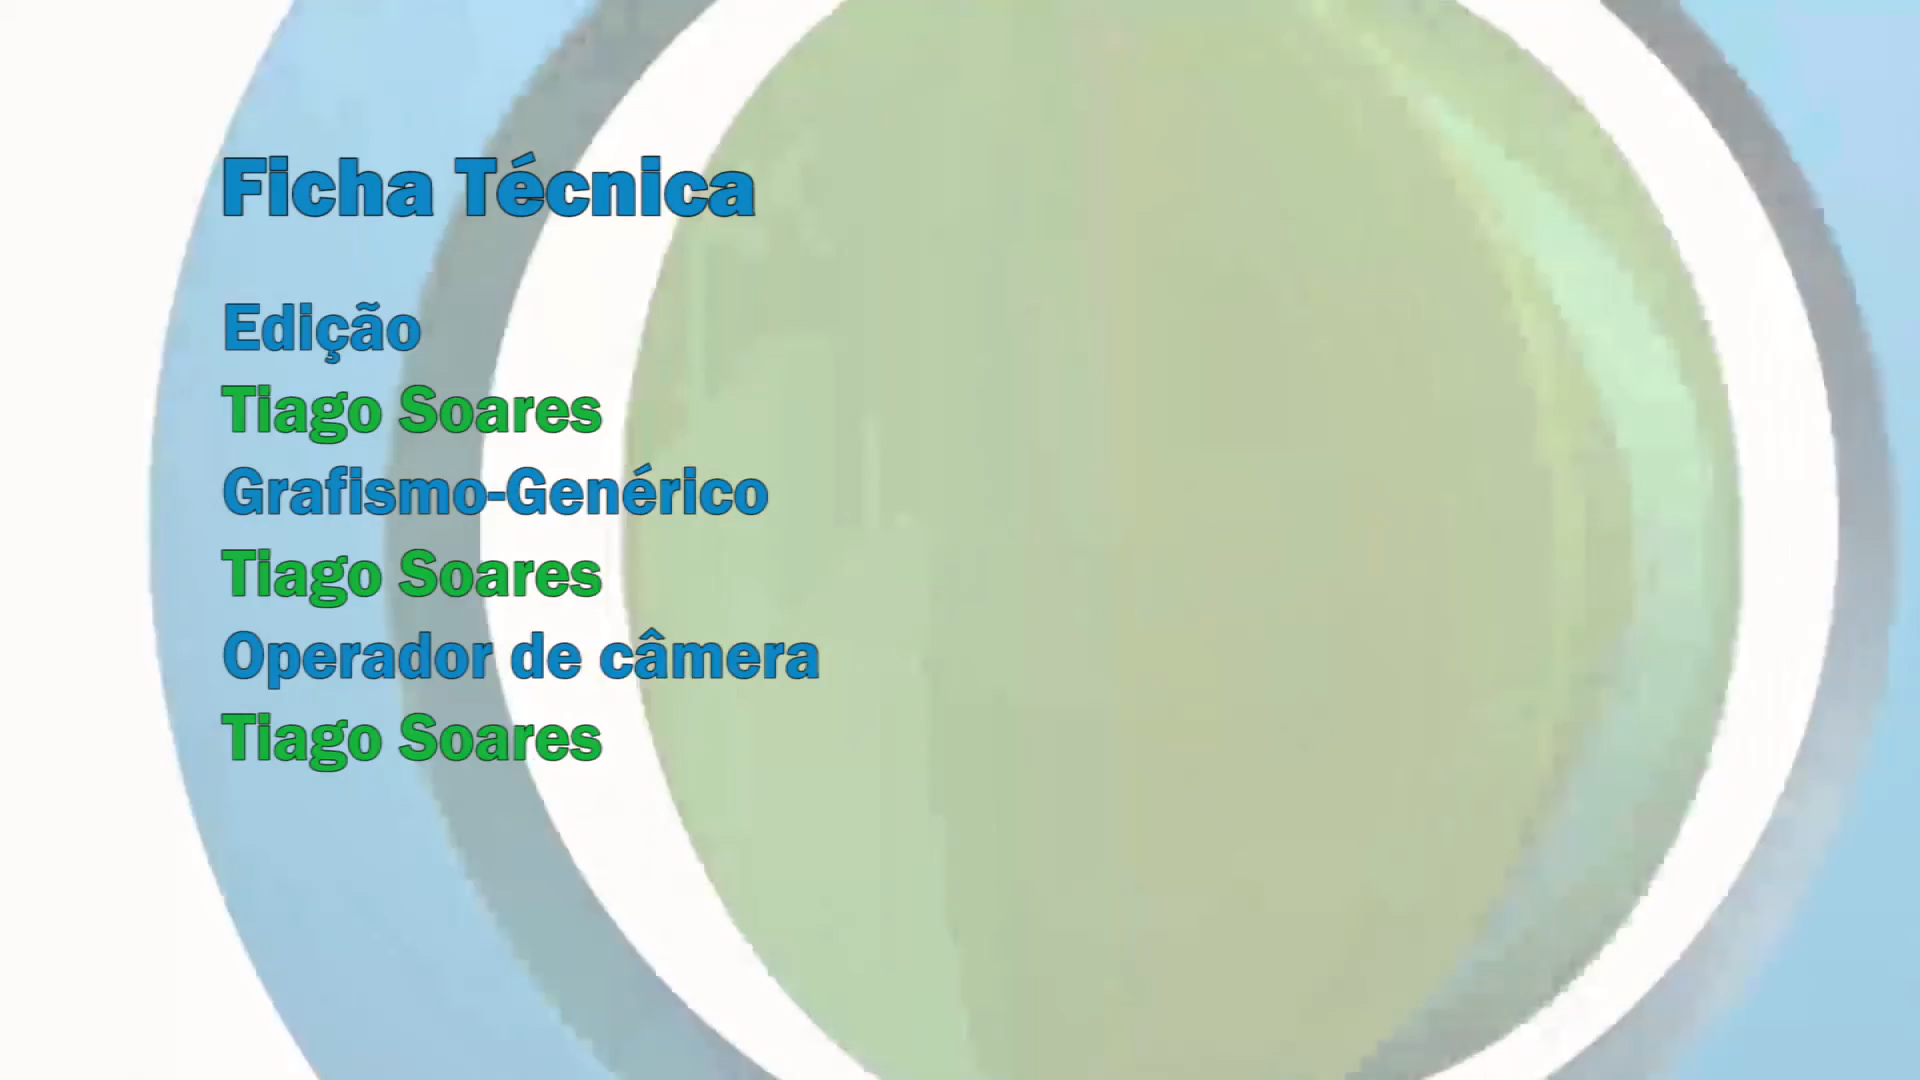 Ficha Técnica
Edição
Tiago Soares
Grafismo-Genérico
Tiago Soares
Operador de câmera
Tiago Soares